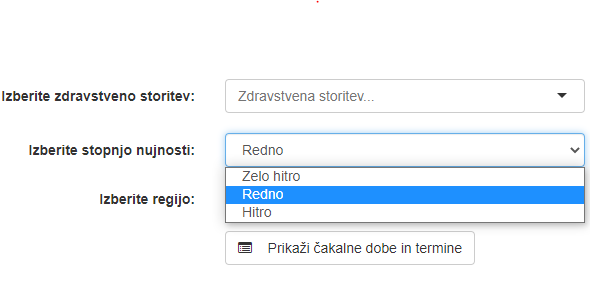 Izberite zdravstveno storitev: Zdravstvena storitev...
Izberite stopnjo nujnosti: Redno
Zelo hitro
Izberite regijo: Redno
Hitro
Prikaži čakalne dobe in termine